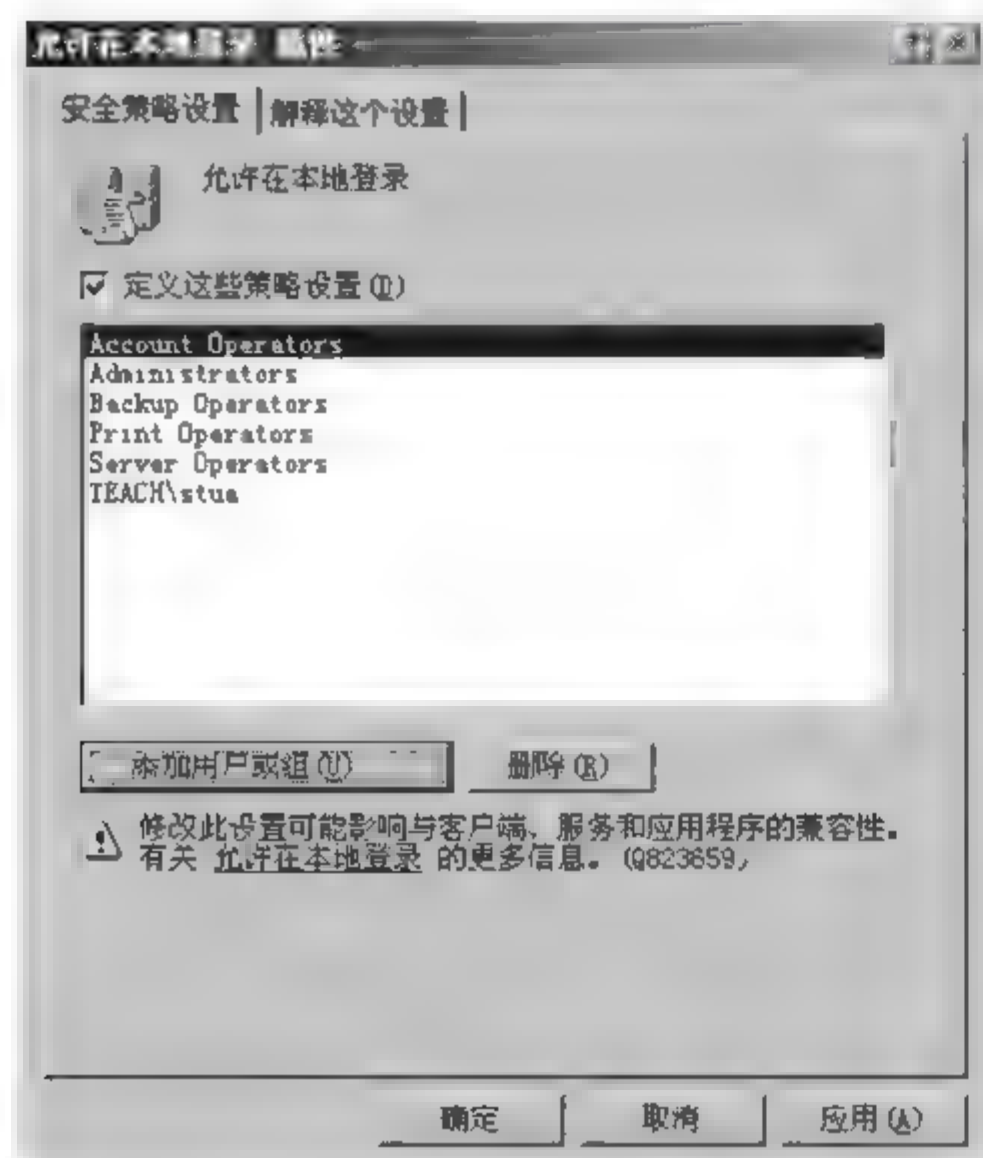 允许在本地登录 属性
安全策略设置 解释这个设置
允许在本地登录
定义这些策略设置(D)
Account Operators
Administrators
Backup Operators
Print Operators
Server Operators
TEACH\stua
添加用户或组(U) 删除(R)
修改此设置可能影响与客户端、服务和应用程序的兼容性。
有关 允许在本地登录 的更多信息。(Q823659)
确定 取消 应用(A)